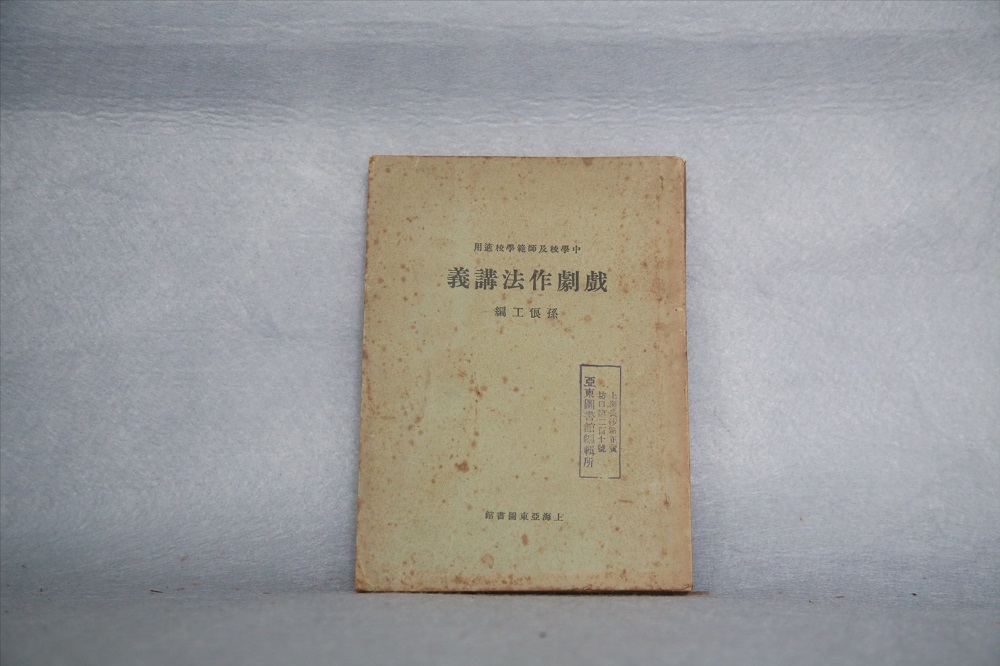 中學校及師範學校適用
戲劇作法講義
孫俍工編
亞東圖書館編輯所
上海亞東圖書館